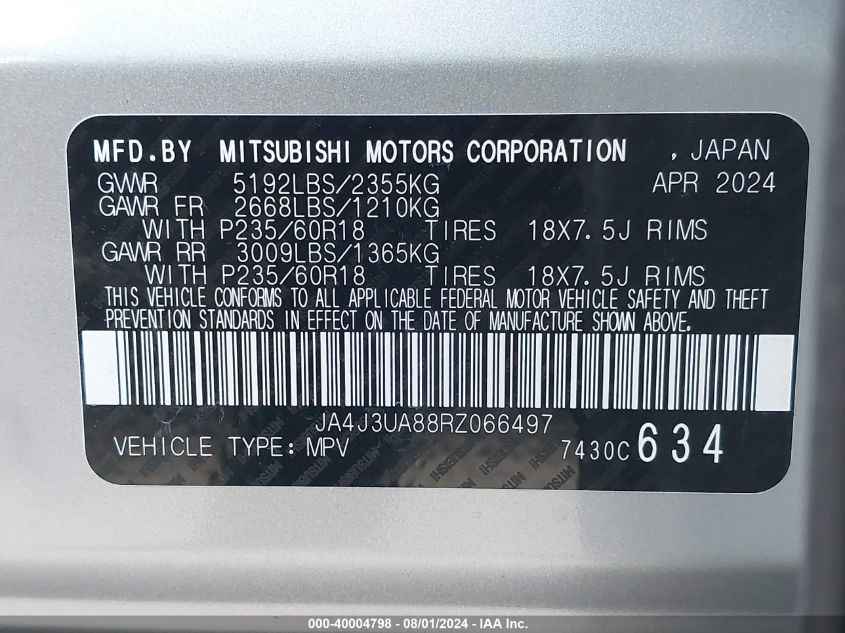 MFD.BY MITSUBISHI MOTORS CORPORATION , JAPAN
GVWR 5192LBS/2355KG APR 2024
GAWR FR 2668LBS/1210KG
WITH P235/60R18 TIRES 18X7.5J RIMS
GAWR RR 3009LBS/1365KG
WITH P235/60R18 TIRES 18X7.5J RIMS
THIS VEHICLE CONFORMS TO ALL APPLICABLE FEDERAL MOTOR VEHICLE SAFETY AND THEFT
PREVENTION STANDARDS IN EFFECT ON THE DATE OF MANUFACTURE SHOWN ABOVE.
JA4J3UA88RZ066497
VEHICLE TYPE: MPV 7430C 634
000-40004798 - 08/01/2024 - IAA Inc.